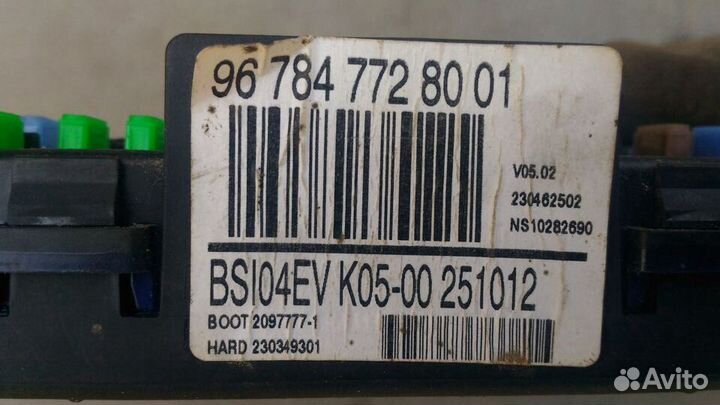 96 784 772 80 01
V05.02
230462502
NS10282690
BSI04EV K05-00 251012
BOOT 2097777-1
HARD 230349301
Avito